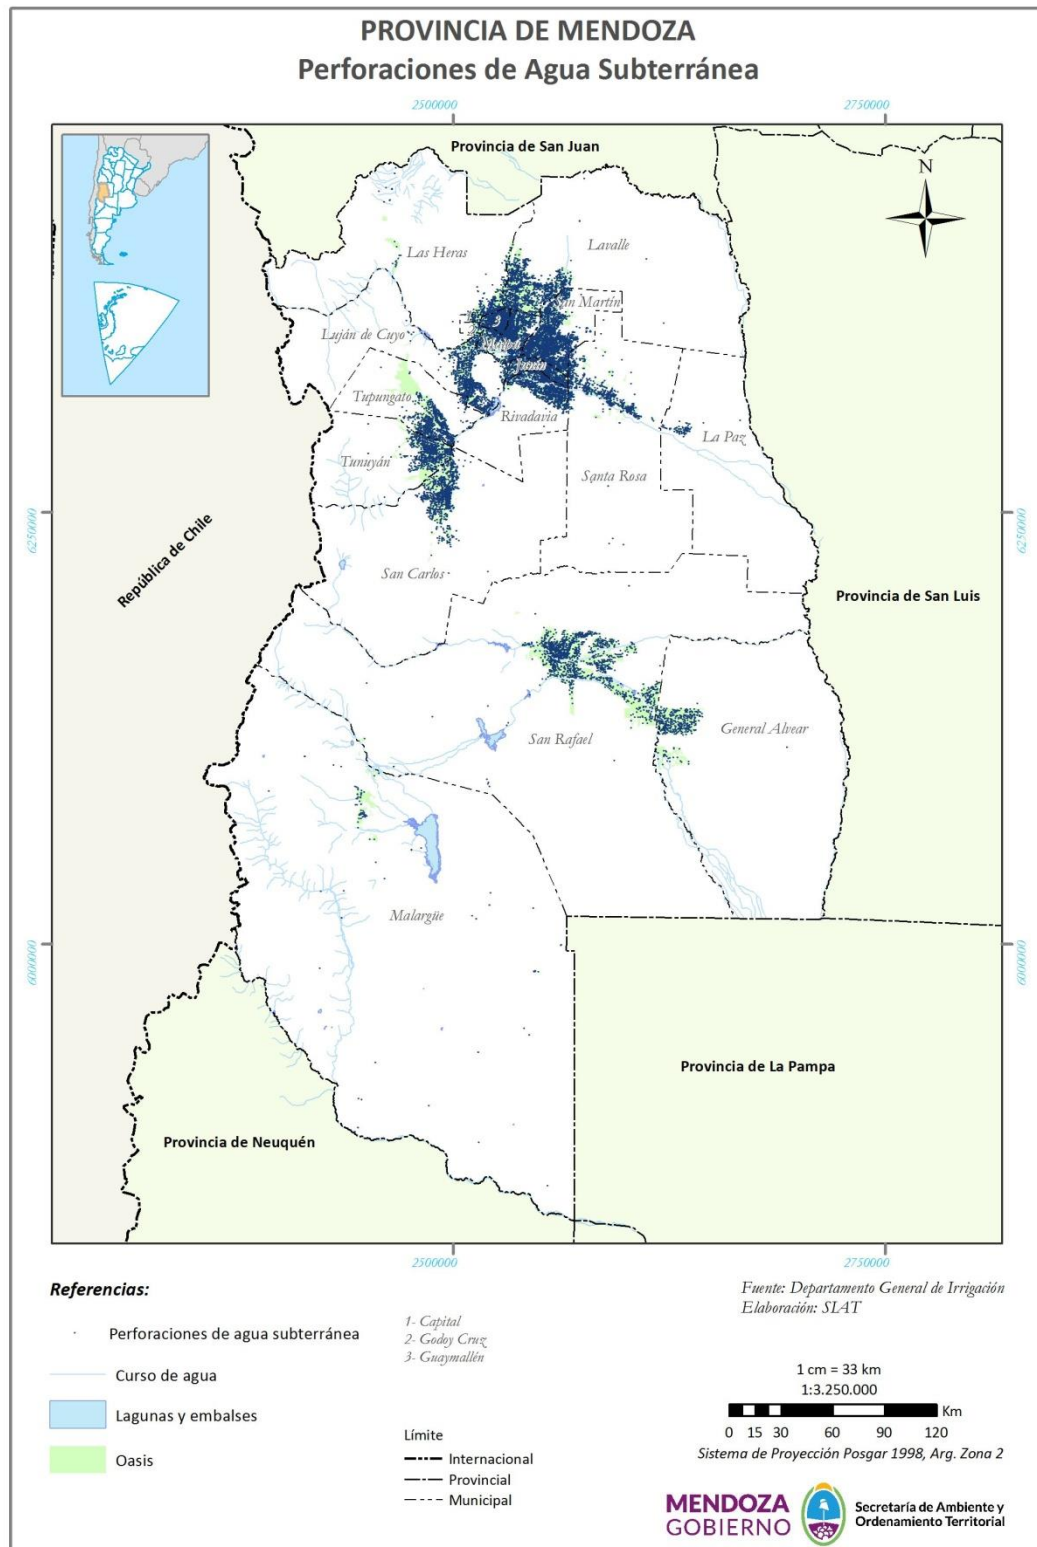 PROVINCIA DE MENDOZA
Perforaciones de Agua Subterránea
2500000
2750000
Provincia de San Juan
N
Las Heras
Lavalle
San Martín
Luján de Cuyo
3
Maipú
Junín
Tupungato
Rivadavia
La Paz
Tunuyán
Santa Rosa
6250000
6250000
República de Chile
San Carlos
Provincia de San Luis
San Rafael
General Alvear
Malargüe
6000000
6000000
Provincia de La Pampa
Provincia de Neuquén
2500000
2750000
Referencias:
Perforaciones de agua subterránea
Curso de agua
Lagunas y embalses
Oasis
1- Capital
2- Godoy Cruz
3- Guaymallén
Límite
Internacional
Provincial
Municipal
Fuente: Departamento General de Irrigación
Elaboración: SIAT
1 cm = 33 km
1:3.250.000
Km
0 15 30 60 90 120
Sistema de Proyección Posgar 1998, Arg. Zona 2
MENDOZA
GOBIERNO
Secretaría de Ambiente y
Ordenamiento Territorial